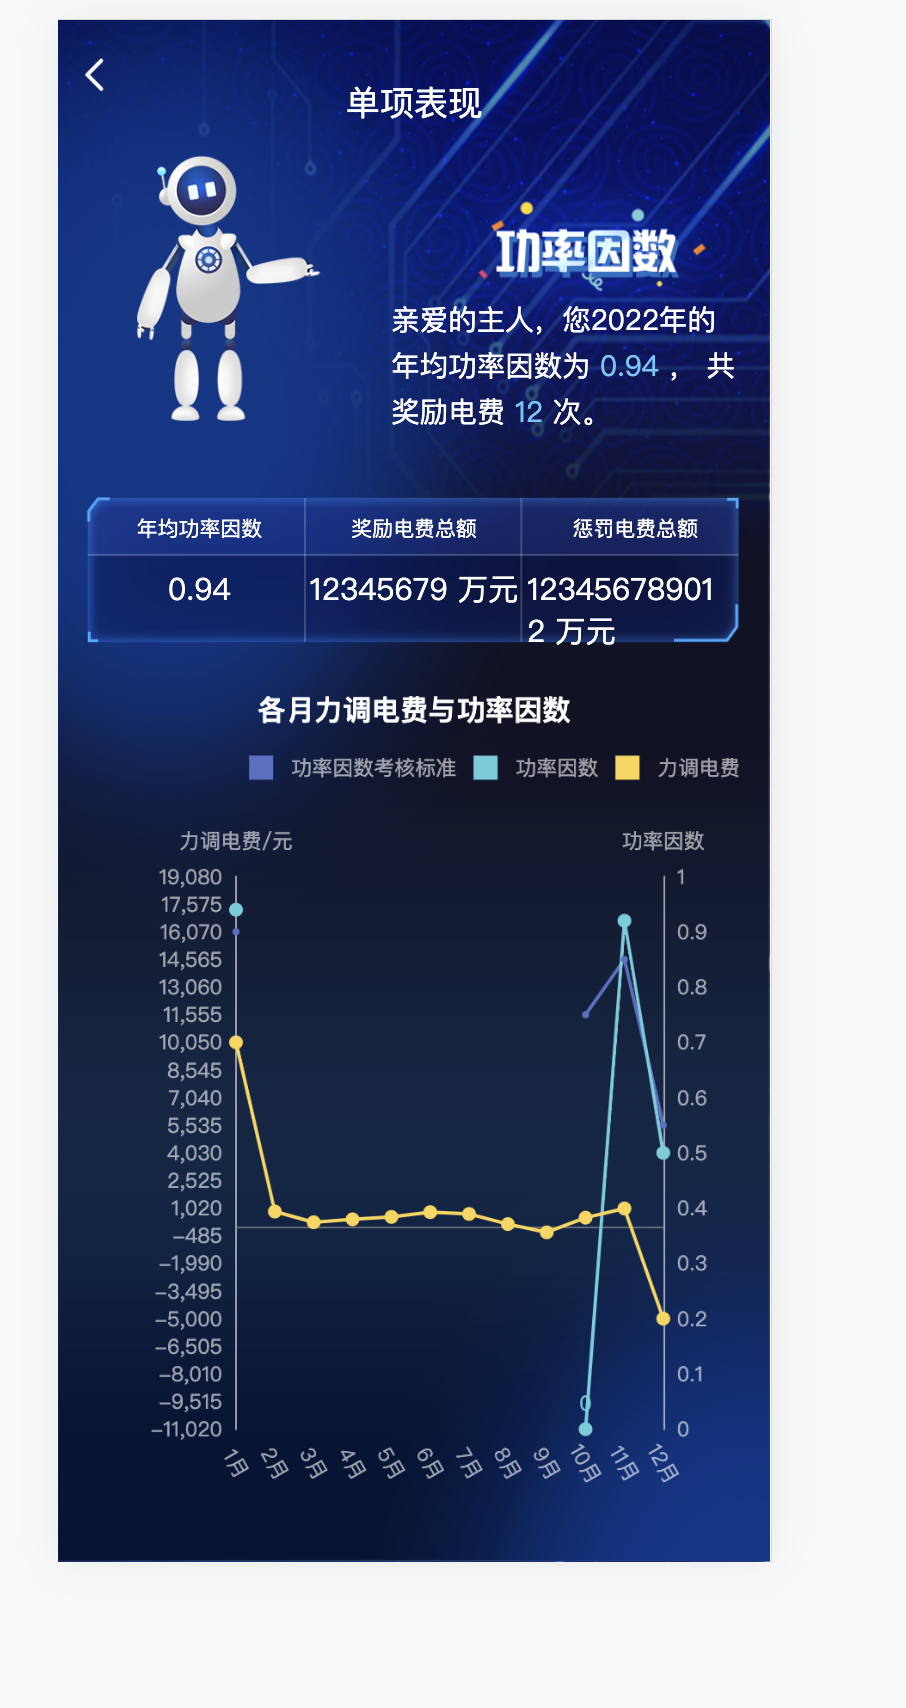 单项表现
功率因数
亲爱的主人，您2022年的
年均功率因数为 0.94 ， 共
奖励电费 12 次。
年均功率因数 奖励电费总额 惩罚电费总额
0.94 12345679 万元 12345678901
2 万元
各月力调电费与功率因数
功率因数考核标准 功率因数 力调电费
力调电费/元 功率因数
19,080 1
17,575
16,070 0.9
14,565
13,060 0.8
11,555
10,050 0.7
8,545
7,040 0.6
5,535
4,030 0.5
2,525
1,020 0.4
–485
–1,990 0.3
–3,495
–5,000 0.2
–6,505
–8,010 0.1
–9,515 0
–11,020 0
1月 2月 3月 4月 5月 6月 7月 8月 9月 10月 11月 12月